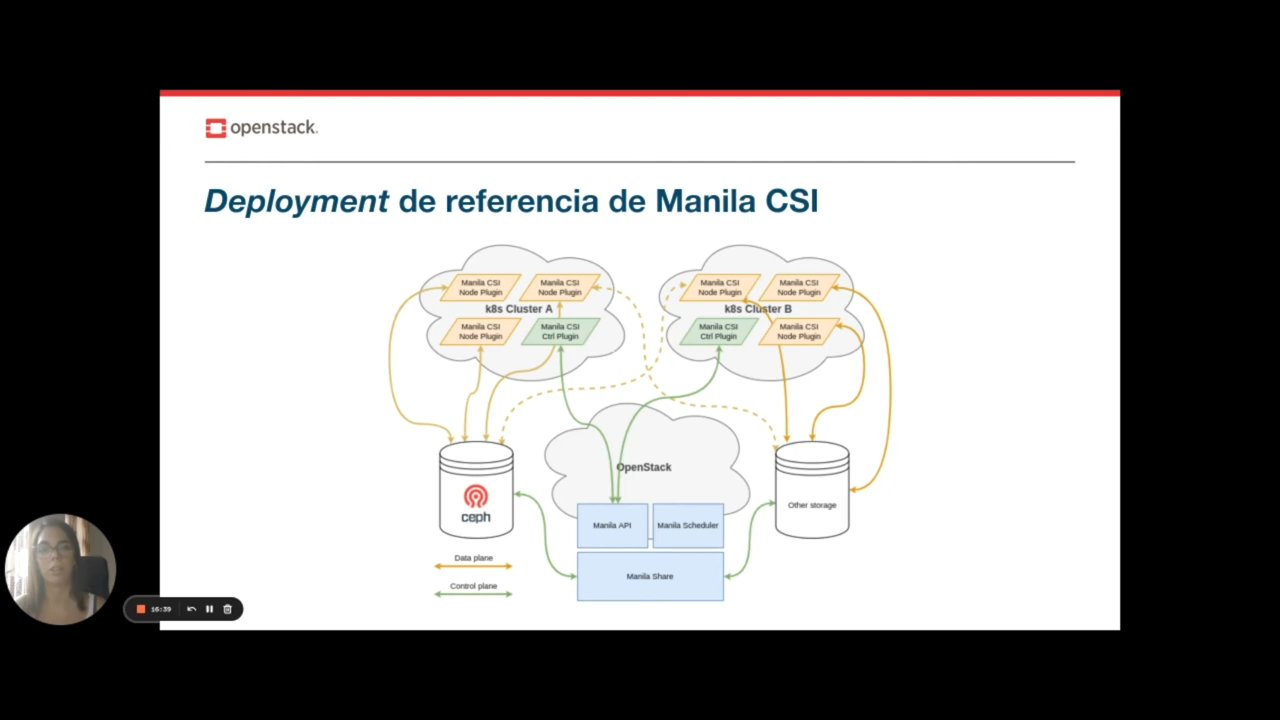 openstack.
Deployment de referencia de Manila CSI
Manila CSI
Node Plugin
Manila CSI
Node Plugin
k8s Cluster A
Manila CSI
Node Plugin
Manila CSI
Ctrl Plugin
Manila CSI
Node Plugin
Manila CSI
Node Plugin
k8s Cluster B
Manila CSI
Ctrl Plugin
Manila CSI
Node Plugin
OpenStack
ceph
Other storage
Manila API
Manila Scheduler
Manila Share
Data plane
Control plane
16:39